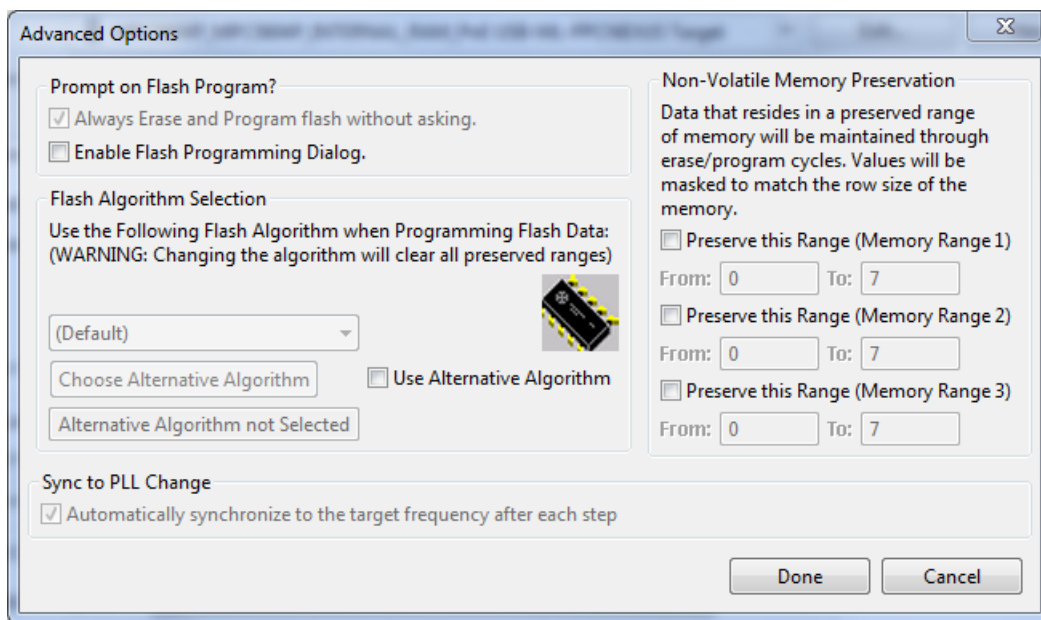 Advanced Options
Prompt on Flash Program?
Always Erase and Program flash without asking.
Enable Flash Programming Dialog.
Flash Algorithm Selection
Use the Following Flash Algorithm when Programming Flash Data:
(WARNING: Changing the algorithm will clear all preserved ranges)
(Default)
Choose Alternative Algorithm
Use Alternative Algorithm
Alternative Algorithm not Selected
Non-Volatile Memory Preservation
Data that resides in a preserved range
of memory will be maintained through
erase/program cycles. Values will be
masked to match the row size of the
memory.
Preserve this Range (Memory Range 1)
From: 0 To: 7
Preserve this Range (Memory Range 2)
From: 0 To: 7
Preserve this Range (Memory Range 3)
From: 0 To: 7
Sync to PLL Change
Automatically synchronize to the target frequency after each step
Done
Cancel